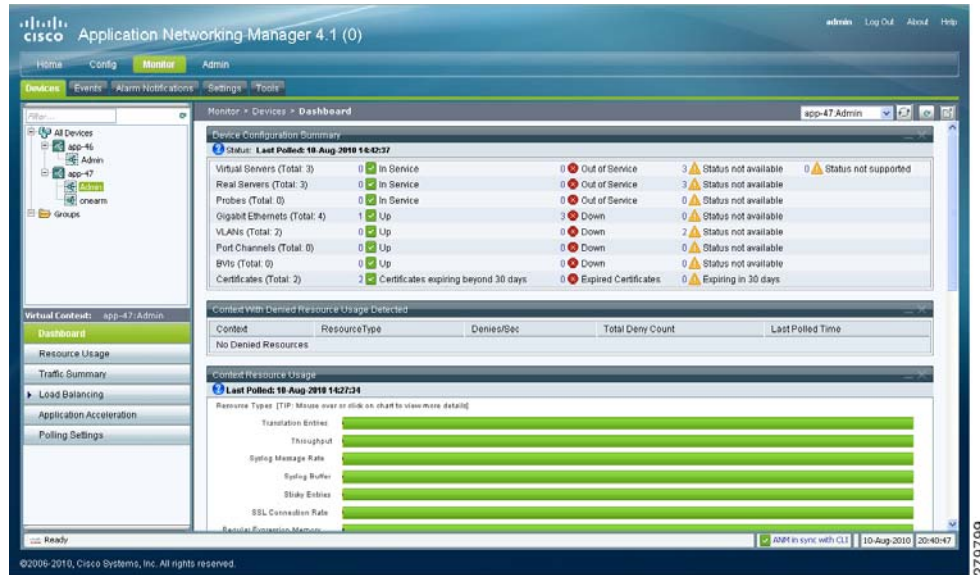 cisco Application Networking Manager 4.1 (0)
admin Log Out About Help
Home Config Monitor Admin
Devices Events Alarm Notifications Settings Tools
Filter...
All Devices
app-46
Admin
app-47
Admin
onearm
Groups
Virtual Context: app-47:Admin
Dashboard
Resource Usage
Traffic Summary
Load Balancing
Application Acceleration
Polling Settings
Monitor > Devices > Dashboard
app-47:Admin
Device Configuration Summary
Status: Last Polled: 10-Aug-2010 14:42:37
Virtual Servers (Total: 3) 0 In Service 0 Out of Service 3 Status not available 0 Status not supported
Real Servers (Total: 3) 0 In Service 0 Out of Service 3 Status not available
Probes (Total: 0) 0 In Service 0 Out of Service 0 Status not available
Gigabit Ethernets (Total: 4) 1 Up 3 Down 0 Status not available
VLANs (Total: 2) 0 Up 0 Down 2 Status not available
Port Channels (Total: 0) 0 Up 0 Down 0 Status not available
BVIs (Total: 0) 0 Up 0 Down 0 Status not available
Certificates (Total: 2) 2 Certificates expiring beyond 30 days 0 Expired Certificates 0 Expiring in 30 days
Context With Denied Resource Usage Detected
Context ResourceType Denies/Sec Total Deny Count Last Polled Time
No Denied Resources
Context Resource Usage
Last Polled: 10-Aug-2010 14:27:34
Resource Types [TIP: Mouse over or click on chart to view more details]
Translation Entries
Throughput
Syslog Message Rate
Syslog Buffer
Sticky Entries
SSL Connection Rate
Regular Expression Memory
Ready
ANM in sync with CLI 10-Aug-2010 20:40:47
©2006-2010, Cisco Systems, Inc. All rights reserved.
279799